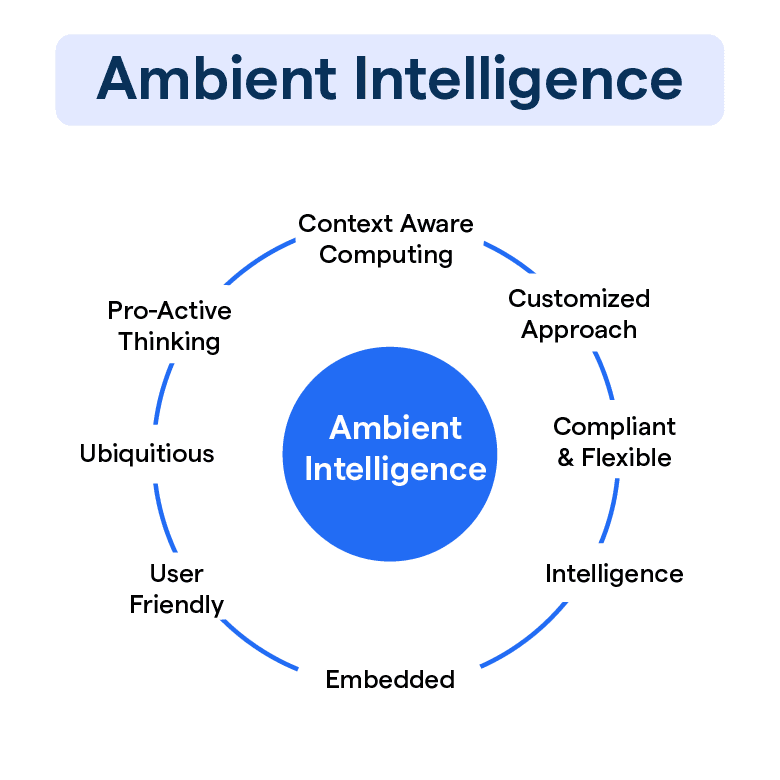 Ambient Intelligence
Context Aware
Computing
Customized
Approach
Compliant
& Flexible
Intelligence
Embedded
User
Friendly
Ubiquitious
Pro-Active
Thinking
Ambient
Intelligence